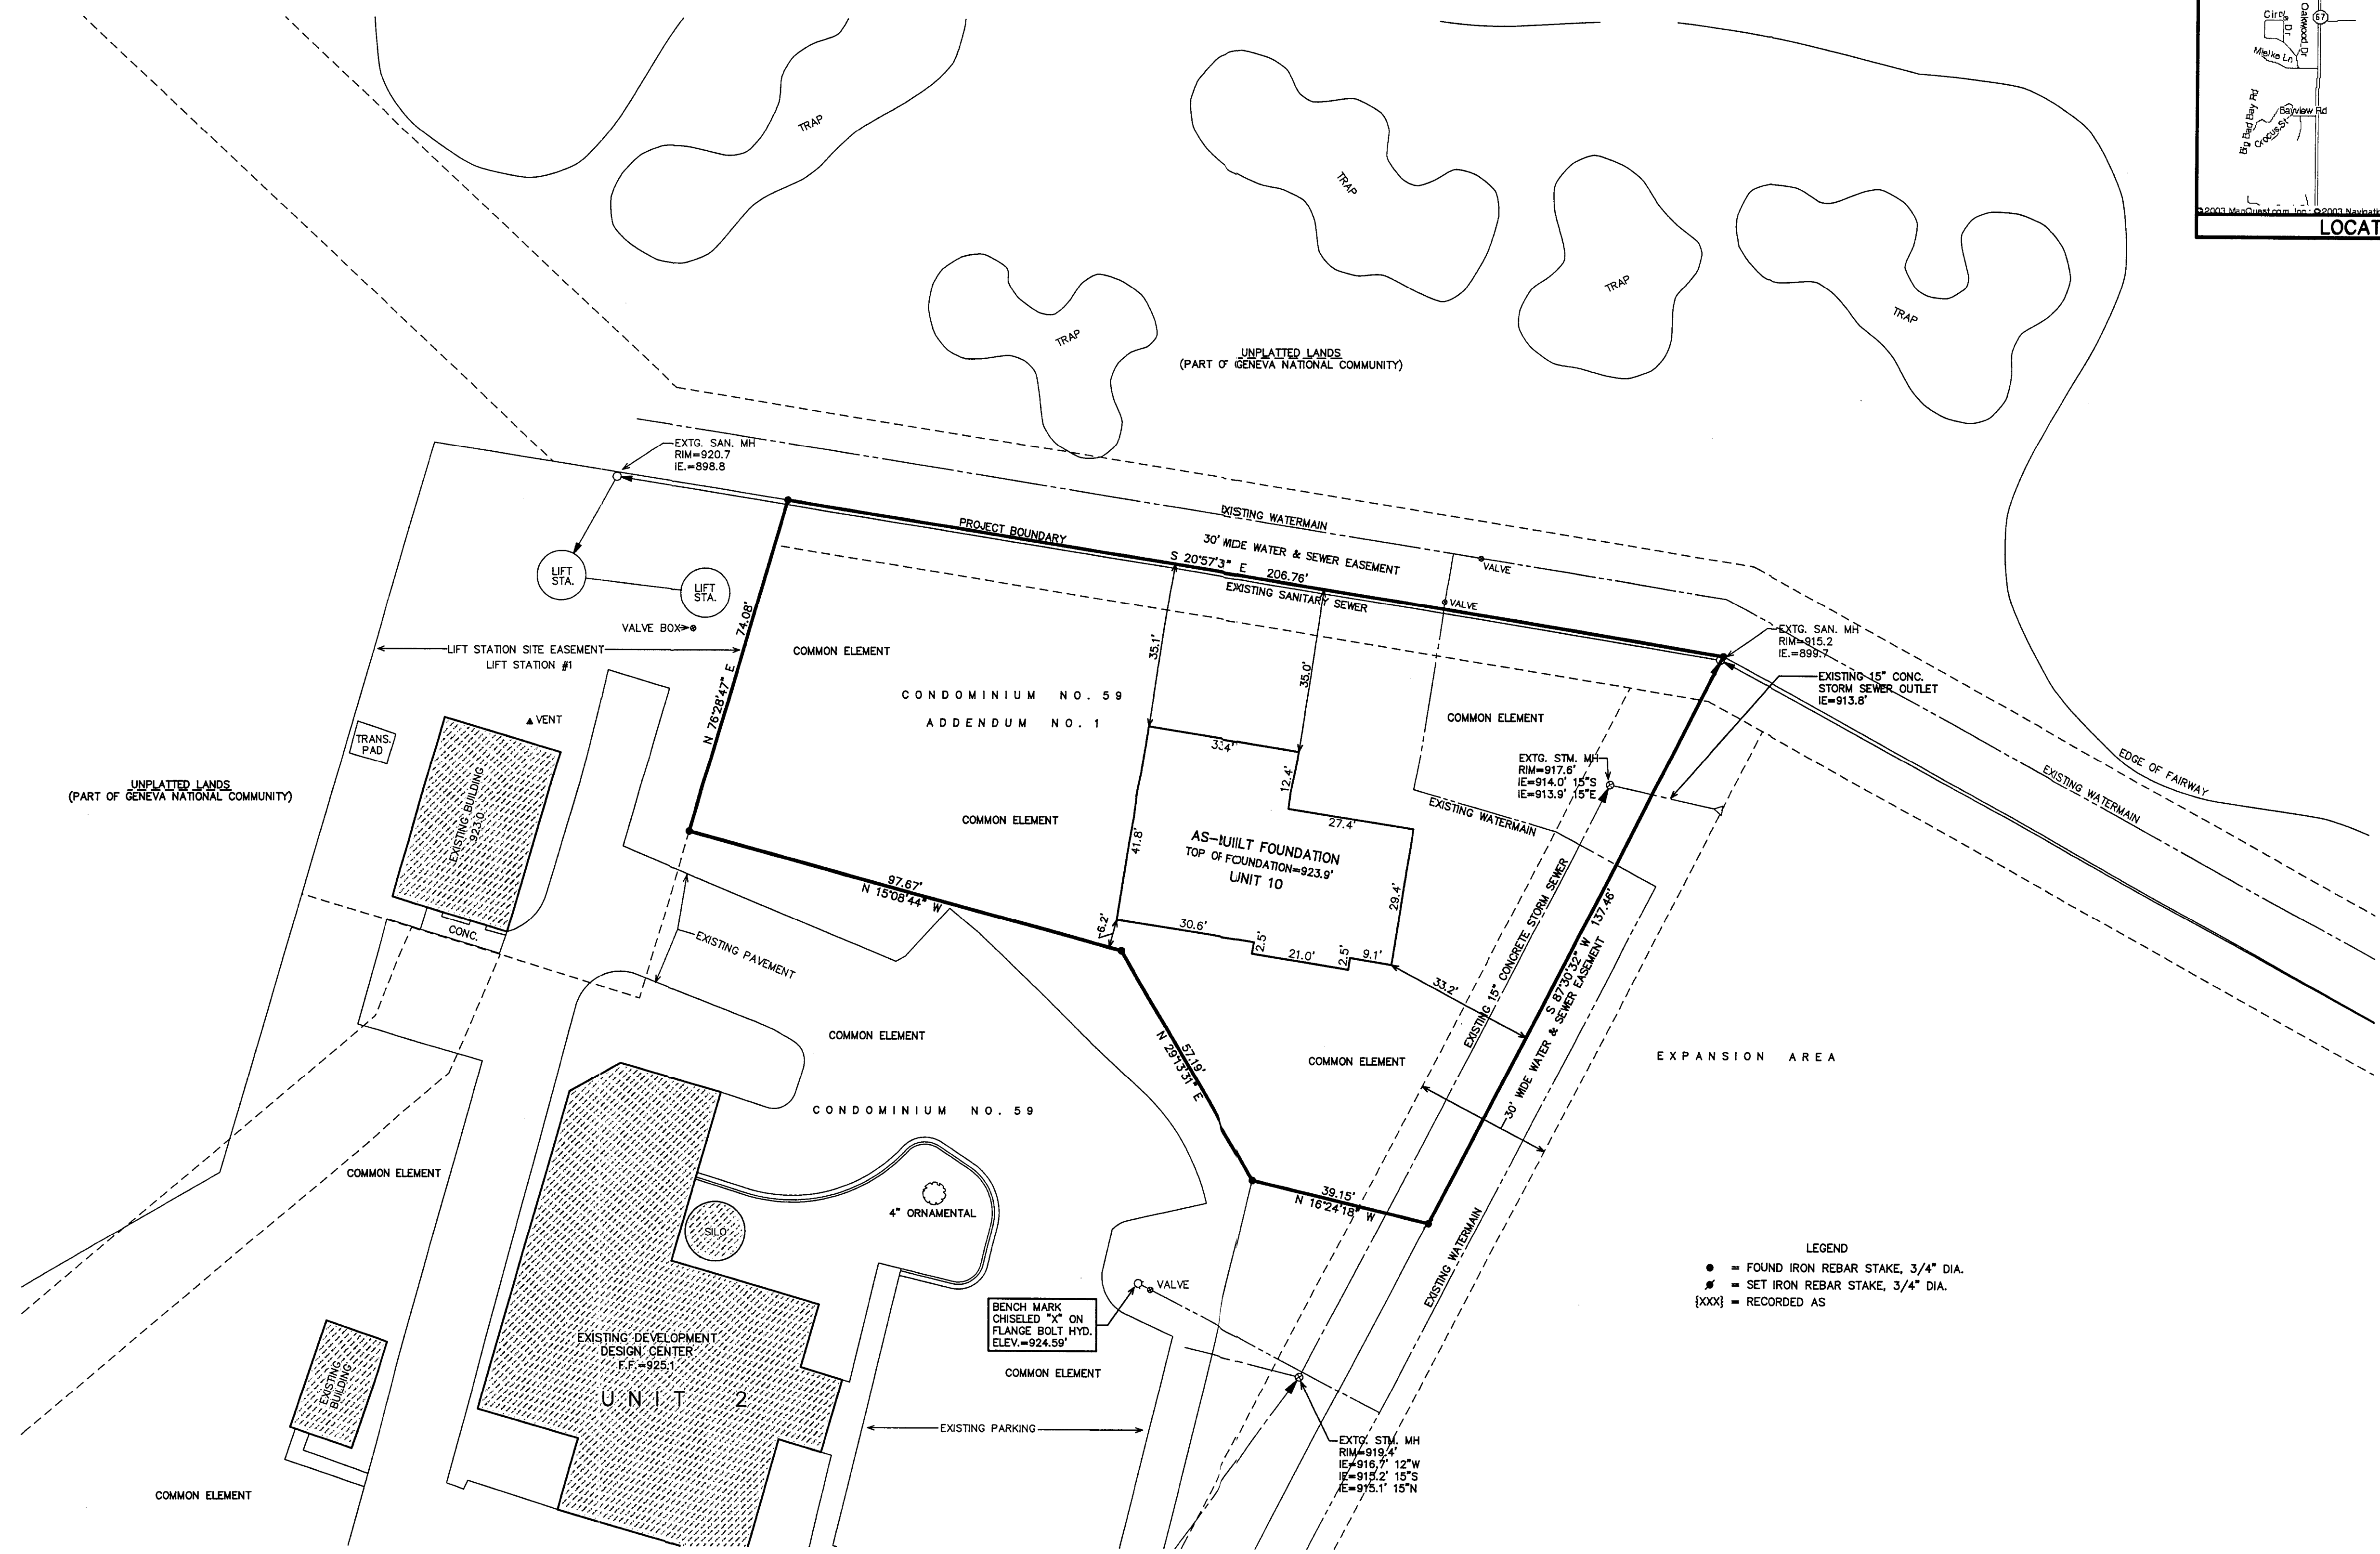 Circle Dr
Oakwood Dr
67
Mielke Ln
Big Bad Bay Rd
Bayview Rd
Crocus St
©2003 MapQuest.com, Inc.; ©2003 Navigati
LOCAT
TRAP
TRAP
TRAP
TRAP
TRAP
UNPLATTED LANDS
(PART OF GENEVA NATIONAL COMMUNITY)
EXTG. SAN. MH
RIM=920.7
IE.=898.8
EXISTING WATERMAIN
PROJECT BOUNDARY
30' WIDE WATER & SEWER EASEMENT
S 20°57'3" E 206.76'
EXISTING SANITARY SEWER
VALVE
VALVE
LIFT
STA.
LIFT
STA.
VALVE BOX
LIFT STATION SITE EASEMENT
LIFT STATION #1
74.08'
N 76°28'47" E
COMMON ELEMENT
35.1'
35.0'
EXTG. SAN. MH
RIM=915.2
IE.=899.7
EXISTING 15" CONC.
STORM SEWER OUTLET
IE=913.8'
CONDOMINIUM NO. 59
ADDENDUM NO. 1
COMMON ELEMENT
VENT
TRANS.
PAD
33.4'
12.4'
EXTG. STM. MH
RIM=917.6'
IE=914.0' 15"S
IE=913.9' 15"E
EDGE OF FAIRWAY
EXISTING WATERMAIN
UNPLATTED LANDS
(PART OF GENEVA NATIONAL COMMUNITY)
EXISTING BUILDING
923.0
COMMON ELEMENT
41.8'
27.4'
EXISTING WATERMAIN
AS-BUIILT FOUNDATION
TOP OF FOUNDATION=923.9'
UNIT 10
29.4'
97.67'
N 15°08'44" W
6.2'
30.6'
2.5'
21.0'
2.5'
9.1'
33.2'
EXISTING 15" CONCRETE STORM SEWER
S 87°30'32" W 137.46'
30' WIDE WATER & SEWER EASEMENT
CONC.
EXISTING PAVEMENT
COMMON ELEMENT
57.19'
N 29°13'31" E
COMMON ELEMENT
EXPANSION AREA
CONDOMINIUM NO. 59
COMMON ELEMENT
39.15'
N 16°24'18" W
4" ORNAMENTAL
SILO
EXISTING WATERMAIN
LEGEND
= FOUND IRON REBAR STAKE, 3/4" DIA.
= SET IRON REBAR STAKE, 3/4" DIA.
{XXX} = RECORDED AS
VALVE
BENCH MARK
CHISELED "X" ON
FLANGE BOLT HYD.
ELEV.=924.59'
EXISTING DEVELOPMENT
DESIGN CENTER
F.F.=925.1
UNIT 2
COMMON ELEMENT
EXISTING
BUILDING
EXISTING PARKING
EXTG. STM. MH
RIM=919.4'
IE=916.7' 12"W
IE=915.2' 15"S
IE=915.1' 15"N
COMMON ELEMENT